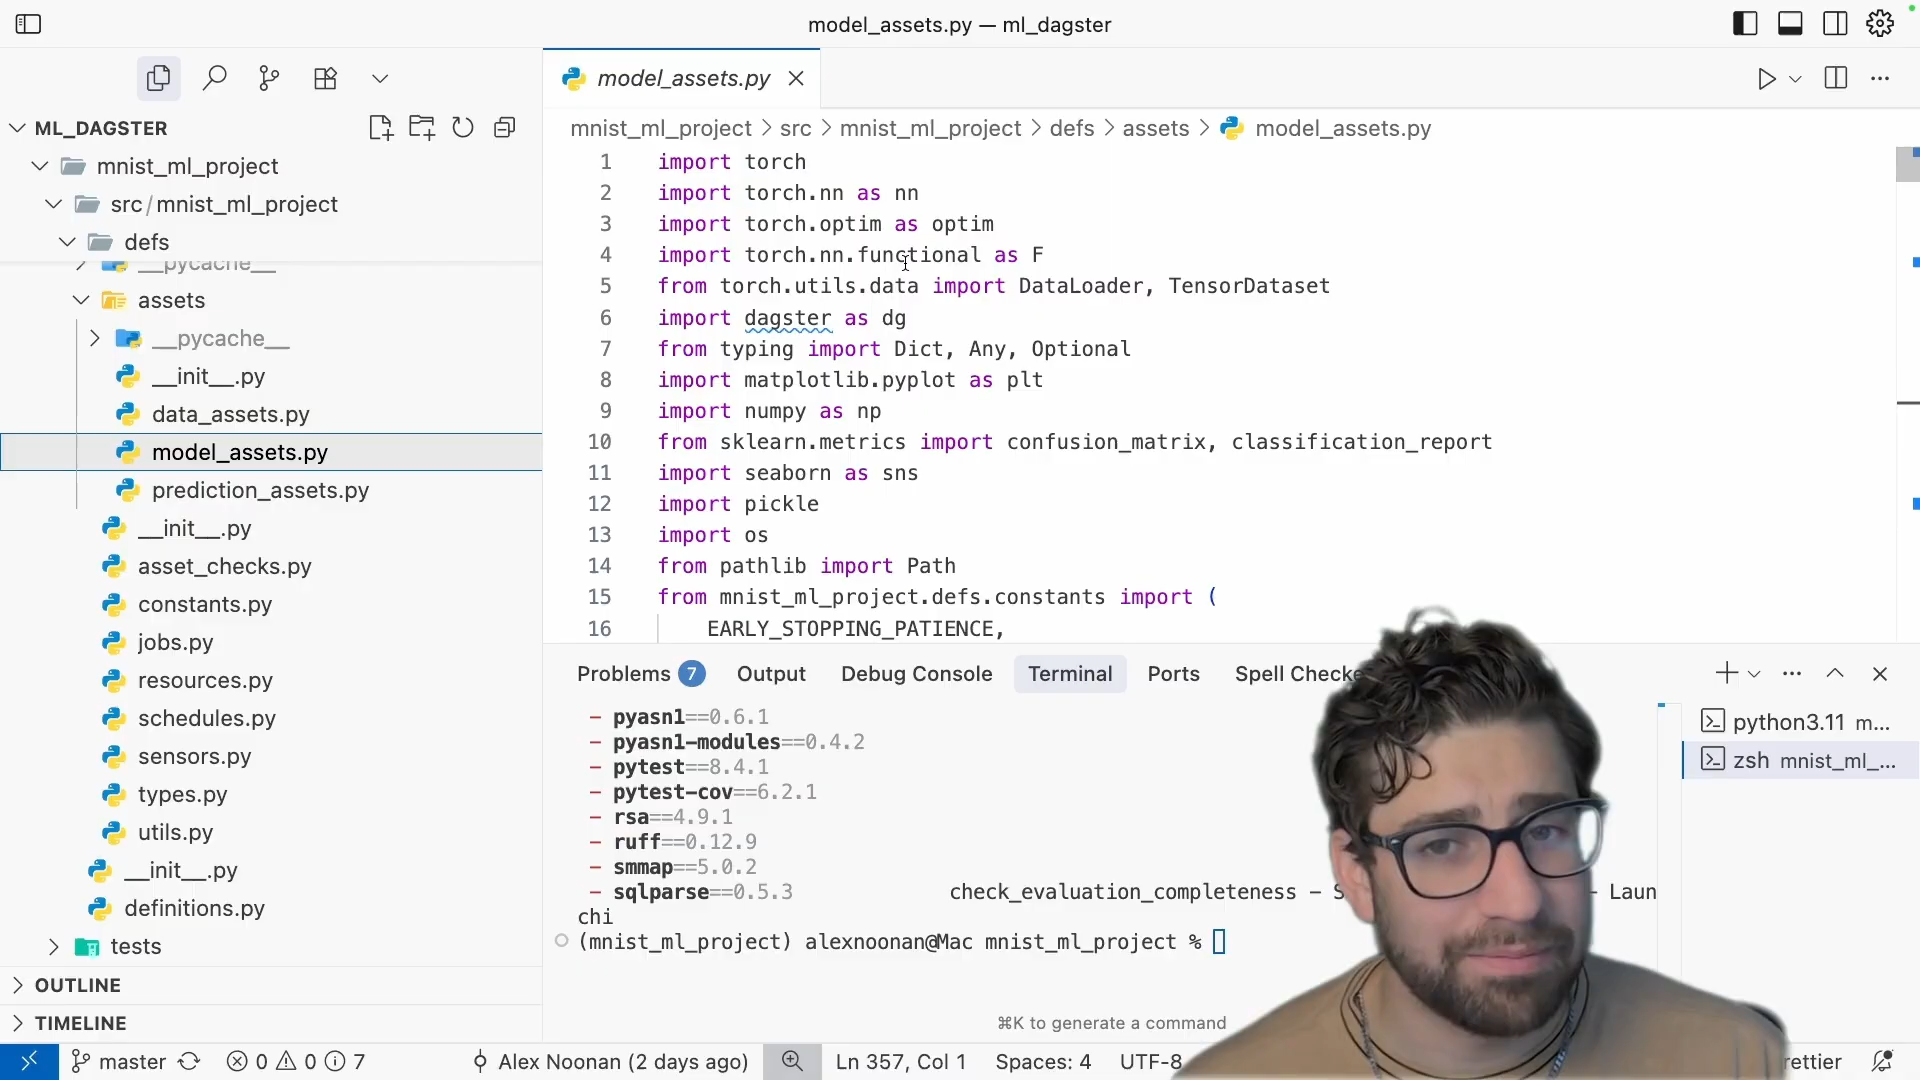 model_assets.py — ml_dagster
ML_DAGSTER
mnist_ml_project
src/mnist_ml_project
defs
__pycache__
assets
__pycache__
__init__.py
data_assets.py
model_assets.py
prediction_assets.py
__init__.py
asset_checks.py
constants.py
jobs.py
resources.py
schedules.py
sensors.py
types.py
utils.py
__init__.py
definitions.py
tests
OUTLINE
TIMELINE
model_assets.py
mnist_ml_project > src > mnist_ml_project > defs > assets > model_assets.py
1 import torch
2 import torch.nn as nn
3 import torch.optim as optim
4 import torch.nn.functional as F
5 from torch.utils.data import DataLoader, TensorDataset
6 import dagster as dg
7 from typing import Dict, Any, Optional
8 import matplotlib.pyplot as plt
9 import numpy as np
10 from sklearn.metrics import confusion_matrix, classification_report
11 import seaborn as sns
12 import pickle
13 import os
14 from pathlib import Path
15 from mnist_ml_project.defs.constants import (
16 EARLY_STOPPING_PATIENCE,
Problems 7 Output Debug Console Terminal Ports Spell Checke
- pyasn1==0.6.1
- pyasn1-modules==0.4.2
- pytest==8.4.1
- pytest-cov==6.2.1
- rsa==4.9.1
- ruff==0.12.9
- smmap==5.0.2
- sqlparse==0.5.3 check_evaluation_completeness - S - Laun
chi
(mnist_ml_project) alexnoonan@Mac mnist_ml_project %
⌘K to generate a command
python3.11 m...
zsh mnist_ml_...
master 0 0 7 Alex Noonan (2 days ago) Ln 357, Col 1 Spaces: 4 UTF-8 rettier